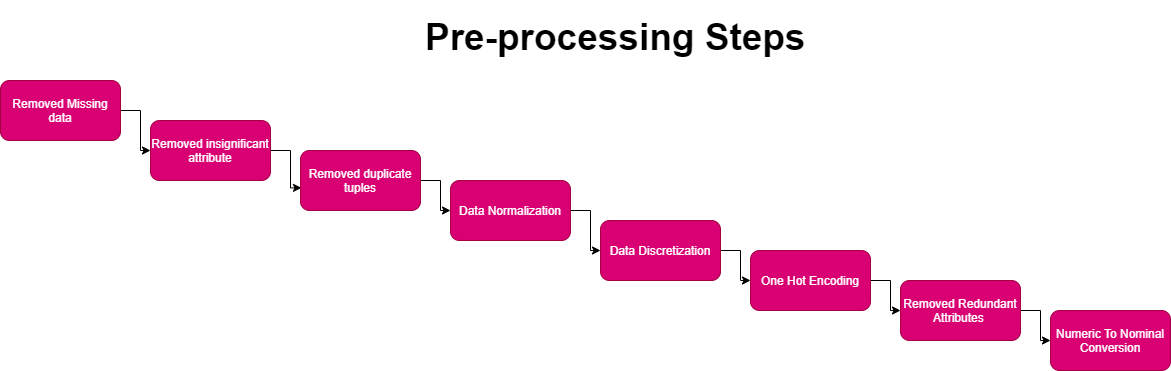 Pre-processing Steps
Removed Missing
data
Removed insignificant
attribute
Removed duplicate
tuples
Data Normalization
Data Discretization
One Hot Encoding
Removed Redundant
Attributes
Numeric To Nominal
Conversion